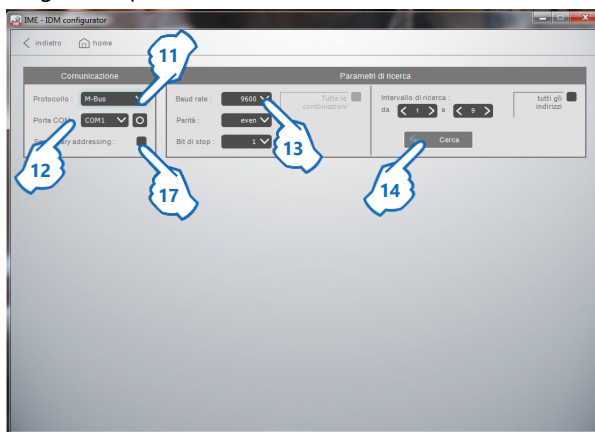 IME - IDM configurator
indietro
home
Comunicazione
Parametri di ricerca
Protocollo :
M-Bus
Porta COM
COM1
addressing :
Baud rate :
9600
Parità :
even
Bit di stop :
1
Tutte le
combinazioni
Intervallo di ricerca :
da 1 a 9
tutti gli
indirizzi
Cerca
11
12
13
14
17